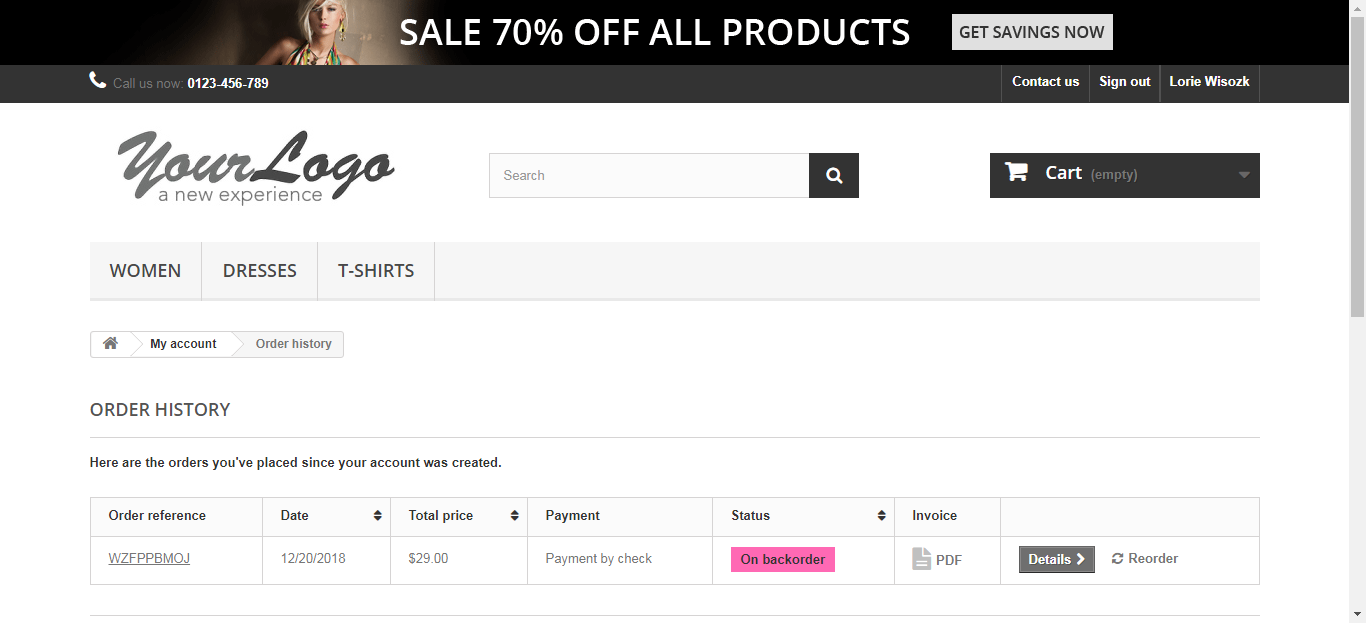 SALE 70% OFF ALL PRODUCTS GET SAVINGS NOW
Call us now: 0123-456-789 Contact us Sign out Lorie Wisozk
Your Logo
a new experience
Search
Cart (empty)
WOMEN DRESSES T-SHIRTS
My account Order history
ORDER HISTORY
Here are the orders you've placed since your account was created.
Order reference Date Total price Payment Status Invoice
WZFPPBMOJ 12/20/2018 $29.00 Payment by check On backorder PDF Details Reorder